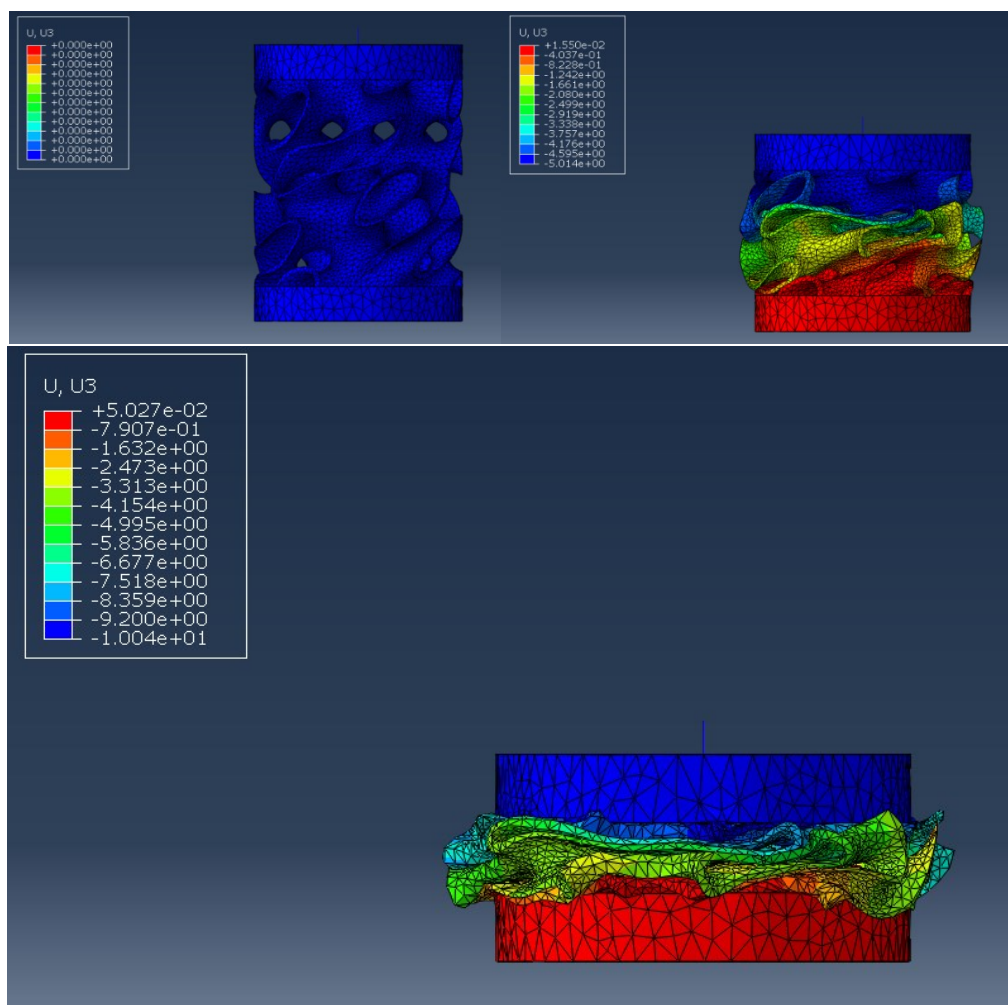 U, U3
+0.000e+00
+0.000e+00
+0.000e+00
+0.000e+00
+0.000e+00
+0.000e+00
+0.000e+00
+0.000e+00
+0.000e+00
+0.000e+00
+0.000e+00
+0.000e+00
+0.000e+00
U, U3
+1.550e-02
-4.037e-01
-8.228e-01
-1.242e+00
-1.661e+00
-2.080e+00
-2.499e+00
-2.919e+00
-3.338e+00
-3.757e+00
-4.176e+00
-4.595e+00
-5.014e+00
U, U3
+5.027e-02
-7.907e-01
-1.632e+00
-2.473e+00
-3.313e+00
-4.154e+00
-4.995e+00
-5.836e+00
-6.677e+00
-7.518e+00
-8.359e+00
-9.200e+00
-1.004e+01